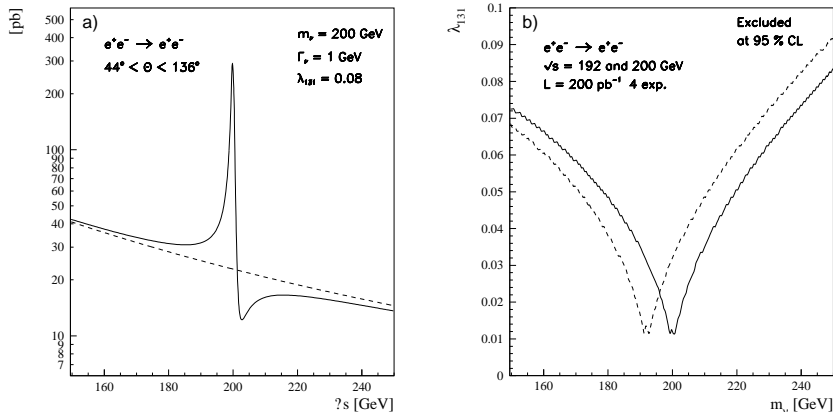 [pb]
a)
500
400
300
200
100
90
80
70
60
50
40
30
20
10
9
8
7
e⁺e⁻ → e⁺e⁻
44° < Θ < 136°
m_ν = 200 GeV
Γ_ν = 1 GeV
λ₁₃₁ = 0.08
160 180 200 220 240
?s [GeV]
λ₁₃₁
b)
0.1
0.09
0.08
0.07
0.06
0.05
0.04
0.03
0.02
0.01
0
e⁺e⁻ → e⁺e⁻
√s = 192 and 200 GeV
L = 200 pb⁻¹ 4 exp.
Excluded
at 95 % CL
160 180 200 220 240
m_ν [GeV]